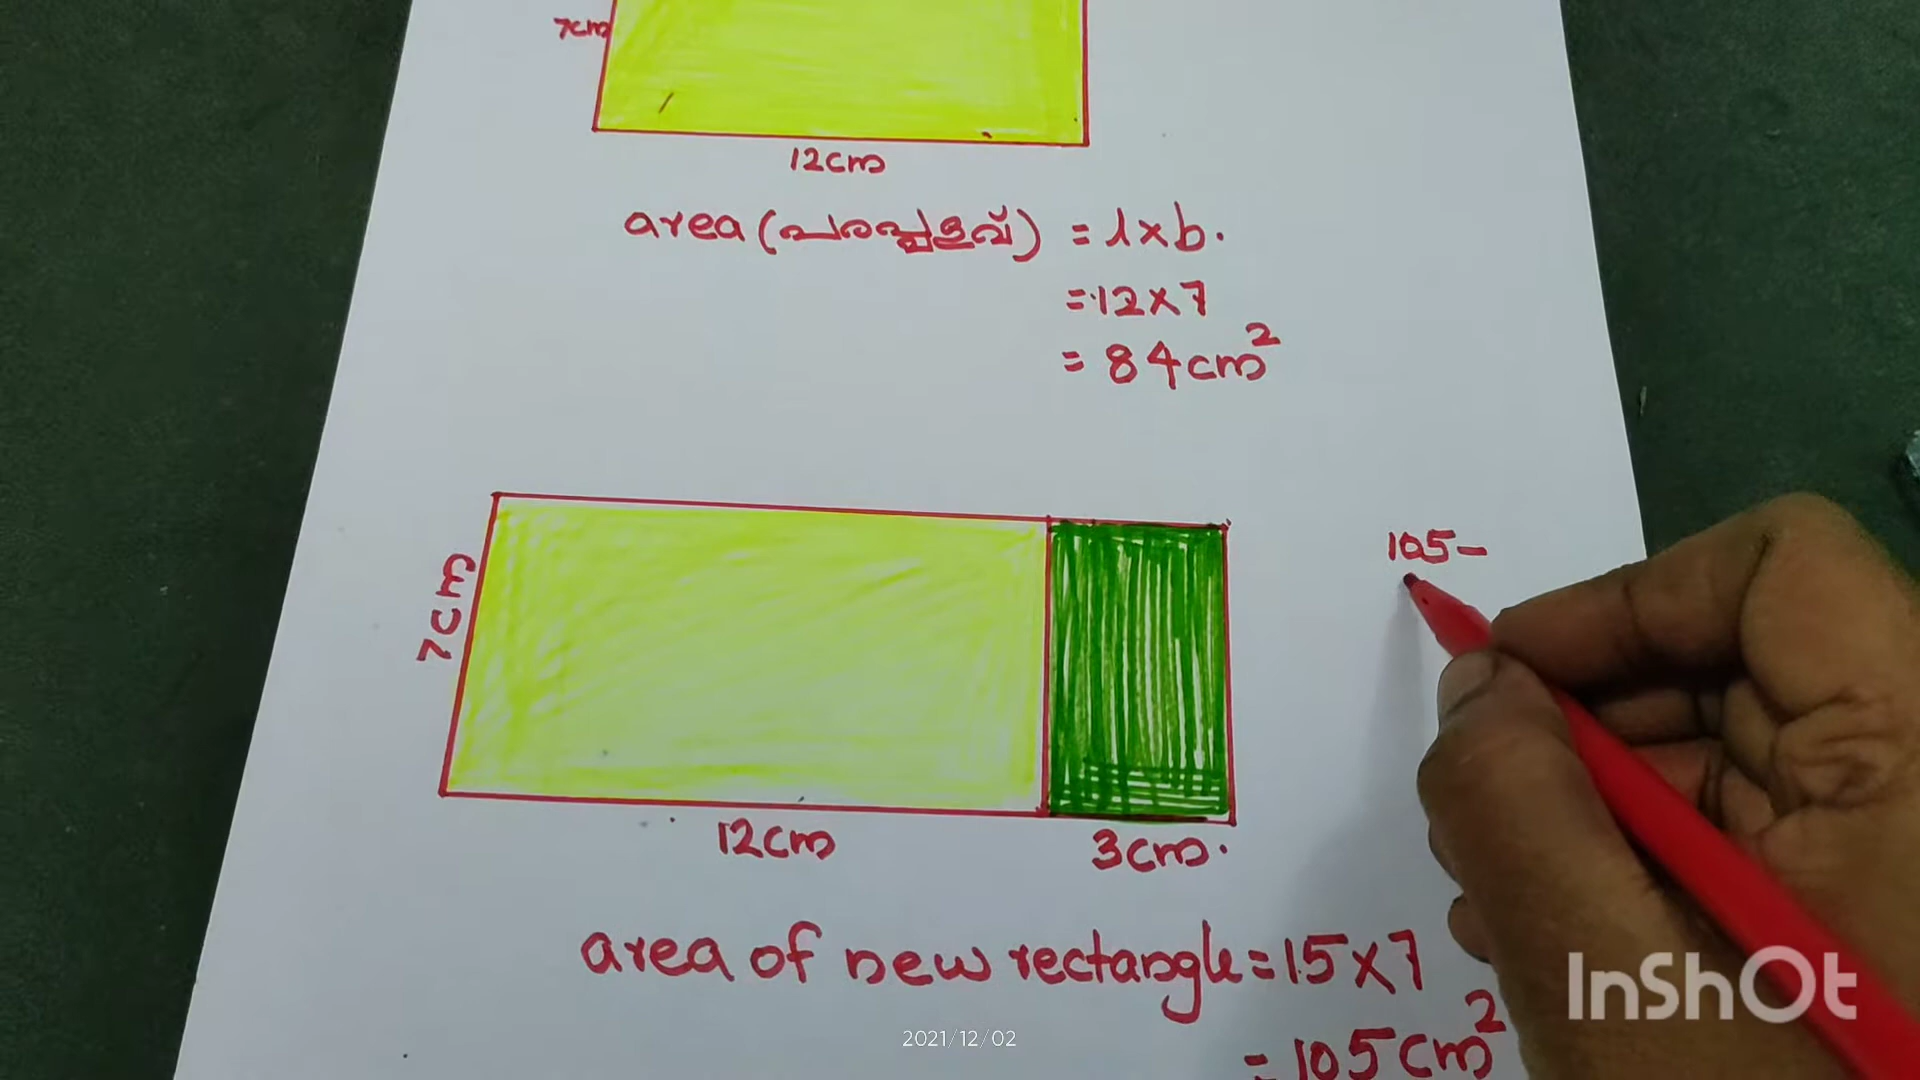 7cm
12cm
area (പരപ്പളവ്) = l×b.
= 12×7
= 84cm²
105-
7cm
12cm
3cm.
area of new rectangle = 15×7
= 105cm²
InShOt
2021/12/02